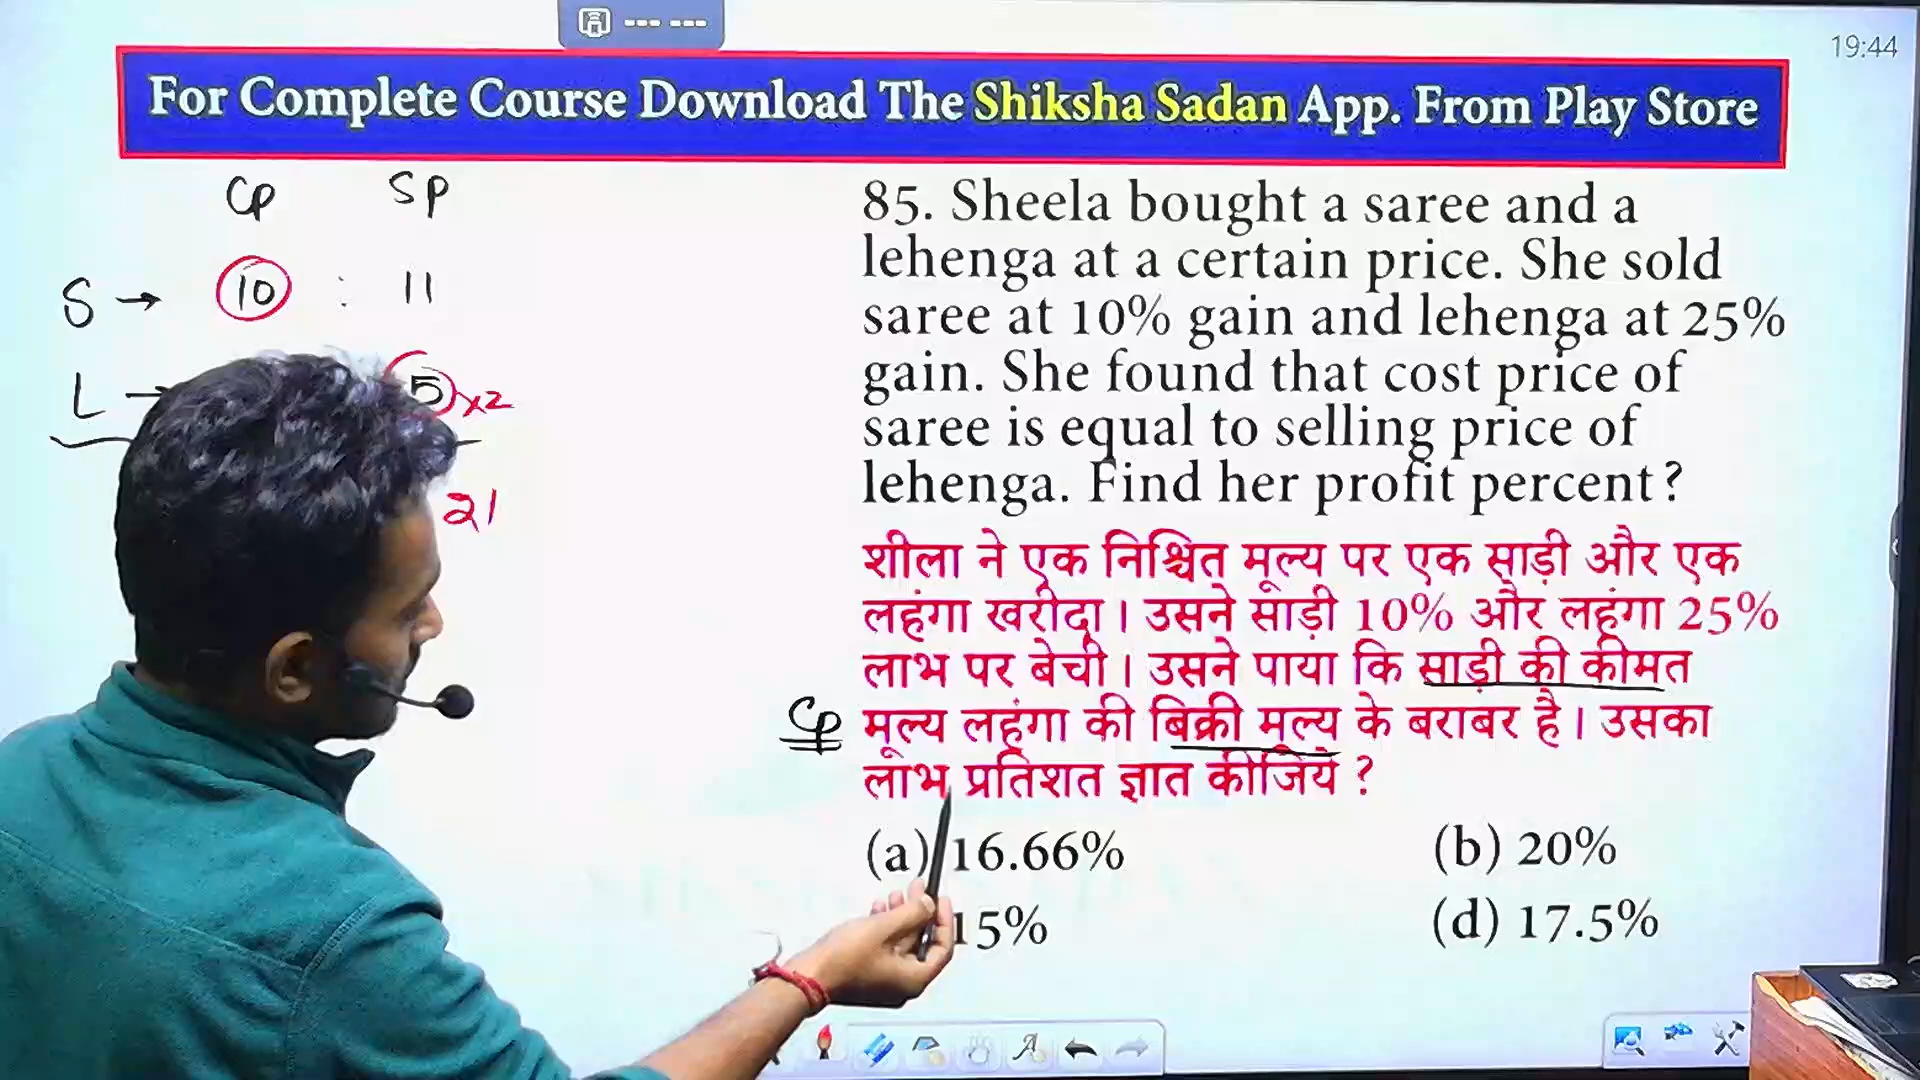 19:44
For Complete Course Download The Shiksha Sadan App. From Play Store
CP SP
S → 10 : 11
L → 5 x2
21
85. Sheela bought a saree and a
lehenga at a certain price. She sold
saree at 10% gain and lehenga at 25%
gain. She found that cost price of
saree is equal to selling price of
lehenga. Find her profit percent?
शीला ने एक निश्चित मूल्य पर एक साड़ी और एक
लहंगा खरीदा। उसने साड़ी 10% और लहंगा 25%
लाभ पर बेची। उसने पाया कि साड़ी की कीमत
CP मूल्य लहंगा की बिक्री मूल्य के बराबर है। उसका
लाभ प्रतिशत ज्ञात कीजिये ?
(a) 16.66% (b) 20%
15% (d) 17.5%